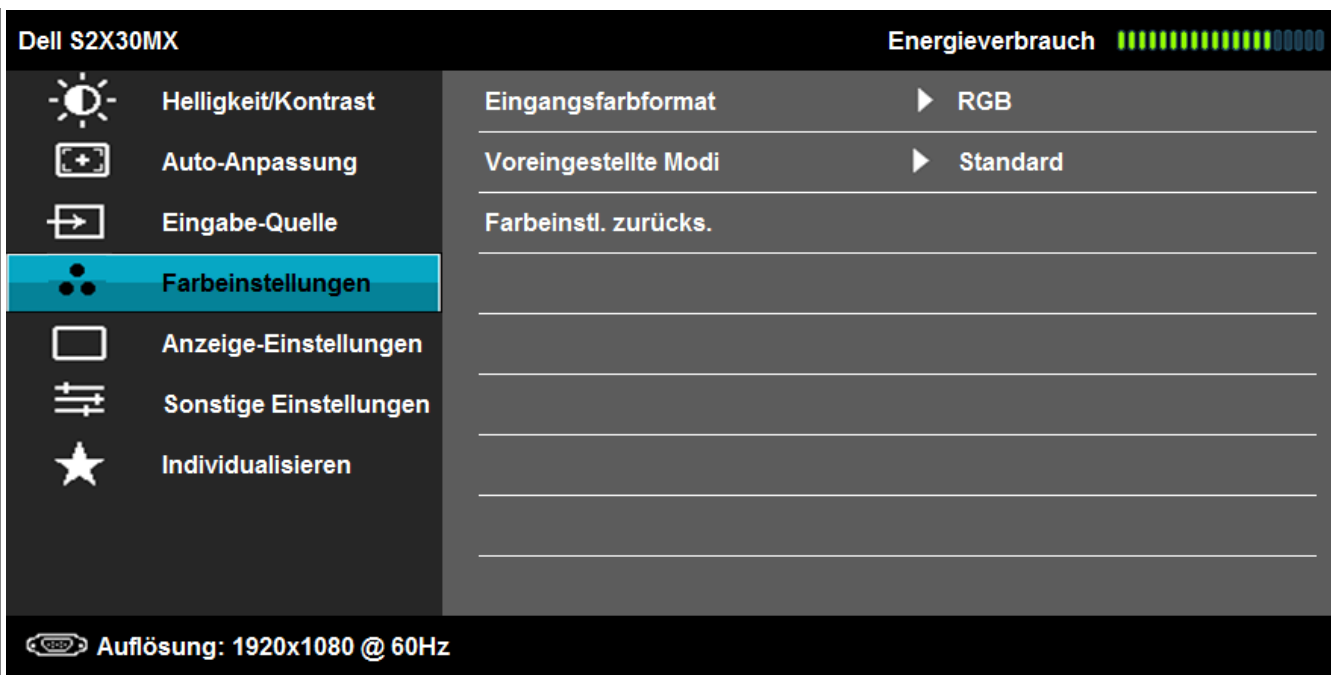 Dell S2X30MX
Energieverbrauch
Helligkeit/Kontrast
Auto-Anpassung
Eingabe-Quelle
Farbeinstellungen
Anzeige-Einstellungen
Sonstige Einstellungen
Individualisieren
Eingangsfarbformat RGB
Voreingestellte Modi Standard
Farbeinstl. zurücks.
Auflösung: 1920x1080 @ 60Hz